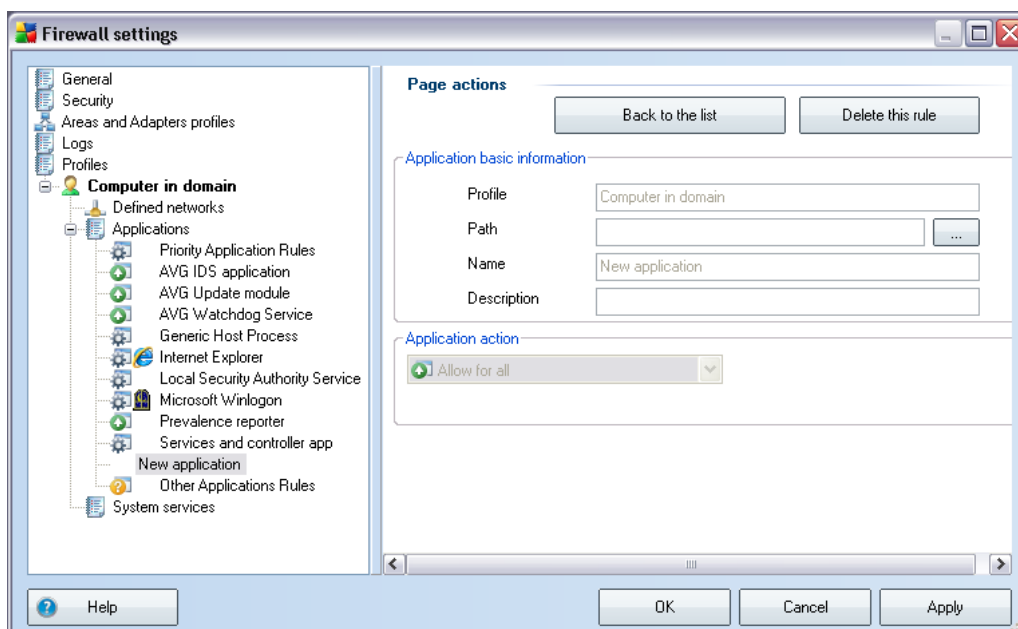 Firewall settings
General
Security
Areas and Adapters profiles
Logs
Profiles
Computer in domain
Defined networks
Applications
Priority Application Rules
AVG IDS application
AVG Update module
AVG Watchdog Service
Generic Host Process
Internet Explorer
Local Security Authority Service
Microsoft Winlogon
Prevalence reporter
Services and controller app
New application
Other Applications Rules
System services
Page actions
Back to the list
Delete this rule
Application basic information
Profile
Computer in domain
Path
...
Name
New application
Description
Application action
Allow for all
Help
OK
Cancel
Apply